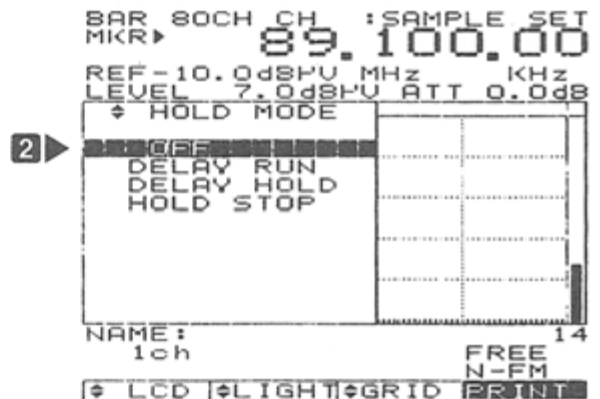 BAR 80CH CH :SAMPLE SET
MKR▶ 89.100.00
REF-10.0dBμV MHz KHz
LEVEL 7.0dBμV ATT 0.0dB
HOLD MODE
2
OFF
DELAY RUN
DELAY HOLD
HOLD STOP
NAME: 14
1ch FREE
N-FM
LCD LIGHT GRID PRINT